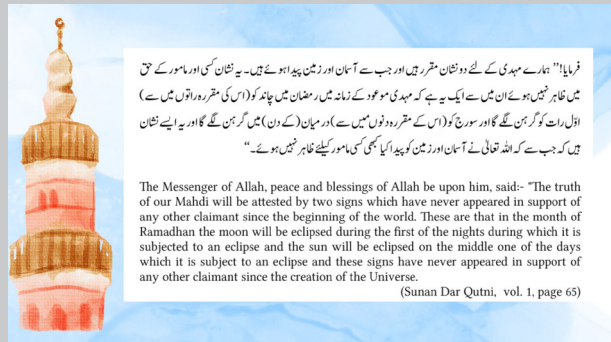 فرمایا!’’ ہمارے مہدی کے لئے دو نشان مقرر ہیں اور جب سے آسمان اور زمین پیدا ہوئے ہیں۔ یہ نشان کسی اور مامور کے حق
میں ظاہر نہیں ہوئے ان میں سے ایک یہ ہے کہ مہدی موعود کے زمانہ میں رمضان میں چاند کو (اس کی مقررہ راتوں میں سے)
اوّل رات کو گرہن لگے گا اور سورج کو (اس کے مقررہ دنوں میں سے) درمیان (کے دن) میں گرہن لگے گا اور یہ ایسے نشان
ہیں کہ جب سے کہ اللہ تعالیٰ نے آسمان اور زمین کو پیدا کیا کبھی کسی مامور کیلئے ظاہر نہیں ہوئے۔‘‘
The Messenger of Allah, peace and blessings of Allah be upon him, said:- "The truth
of our Mahdi will be attested by two signs which have never appeared in support of
any other claimant since the beginning of the world. These are that in the month of
Ramadhan the moon will be eclipsed during the first of the nights during which it is
subjected to an eclipse and the sun will be eclipsed on the middle one of the days
which it is subject to an eclipse and these signs have never appeared in support of
any other claimant since the creation of the Universe.
(Sunan Dar Qutni, vol. 1, page 65)